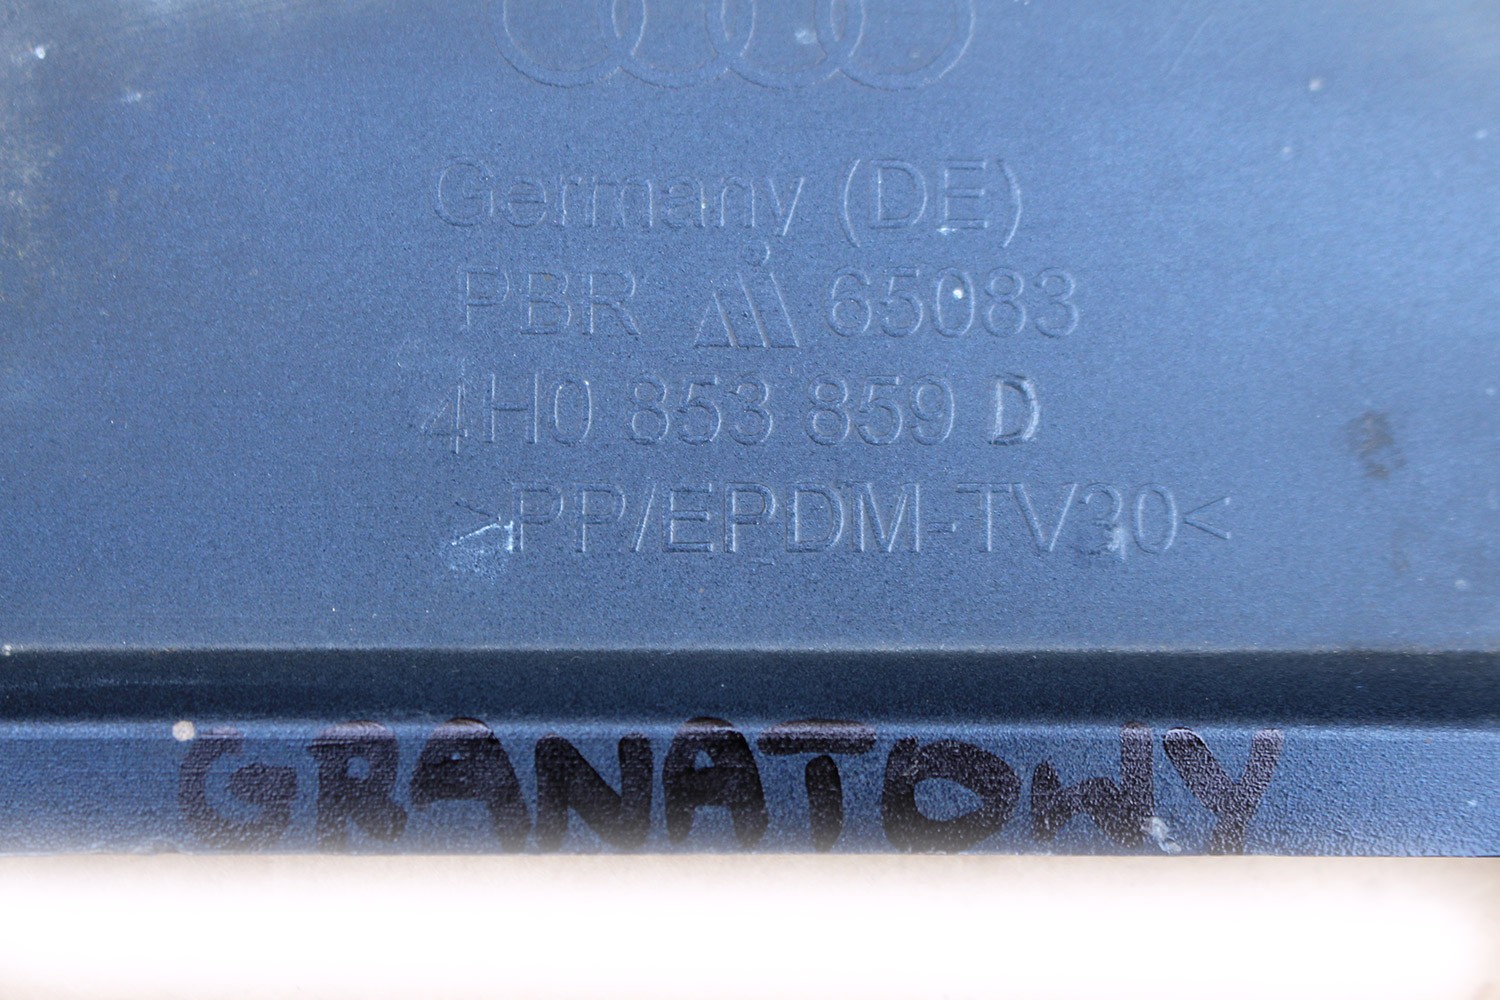 Germany (DE)
PBR 65083
4H0 853 859 D
>PP/EPDM-TV30<
GRANATOWY